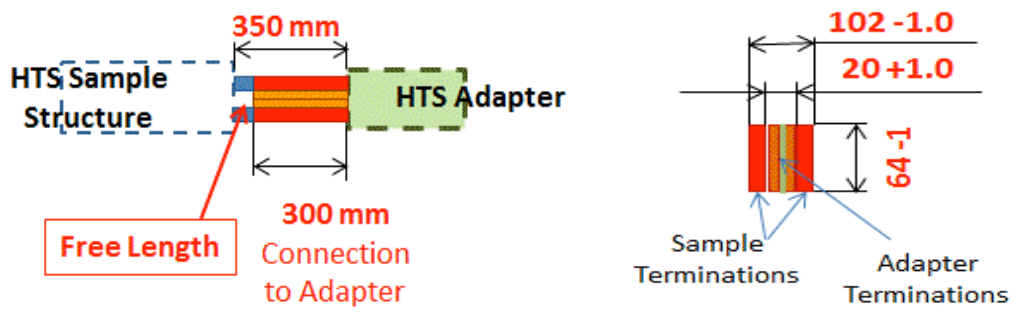 350 mm
HTS Sample
Structure
HTS Adapter
300 mm
Connection
to Adapter
Free Length
102 -1.0
20 +1.0
64 -1
Sample
Terminations
Adapter
Terminations